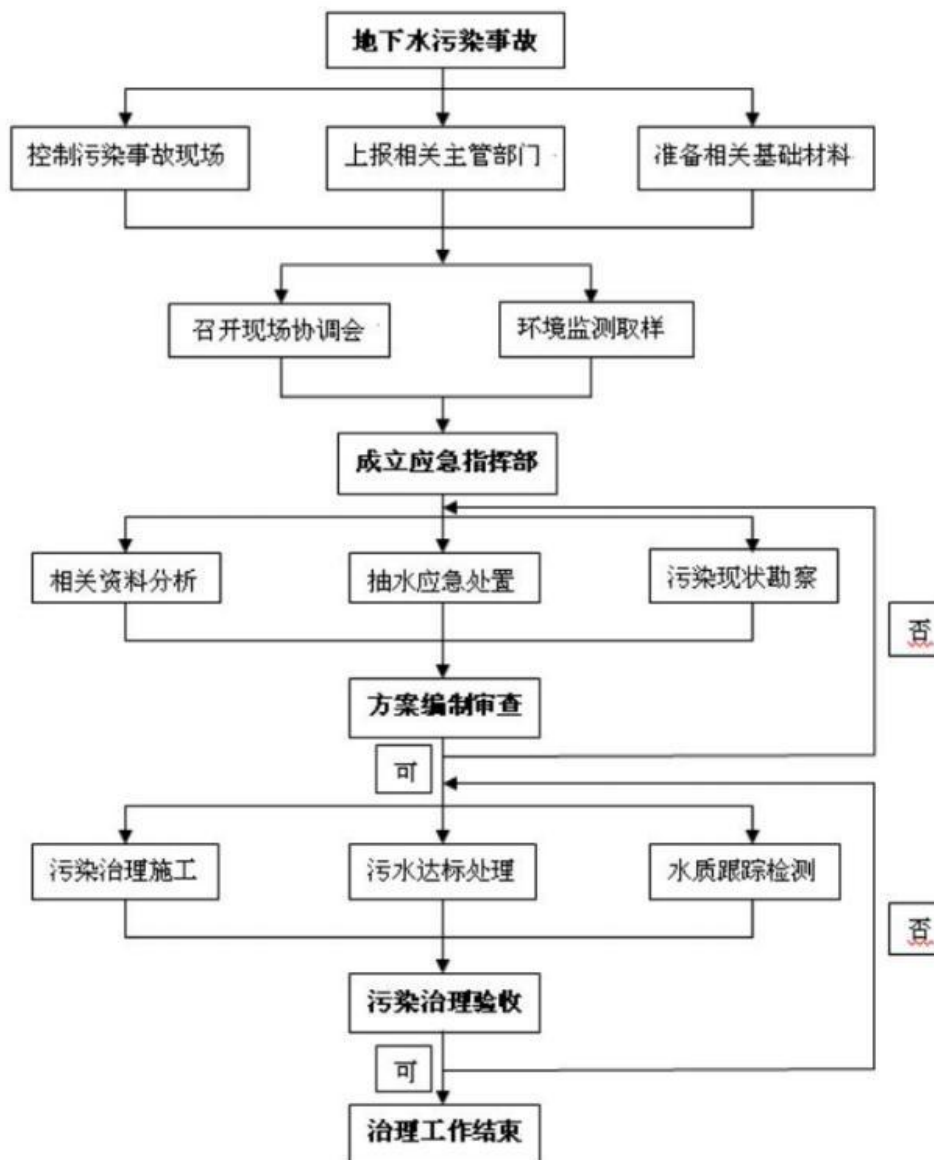 地下水污染事故
控制污染事故现场
上报相关主管部门
准备相关基础材料
召开现场协调会
环境监测取样
成立应急指挥部
相关资料分析
抽水应急处置
污染现状勘察
否
方案编制审查
可
污染治理施工
污水达标处理
水质跟踪检测
否
污染治理验收
可
治理工作结束